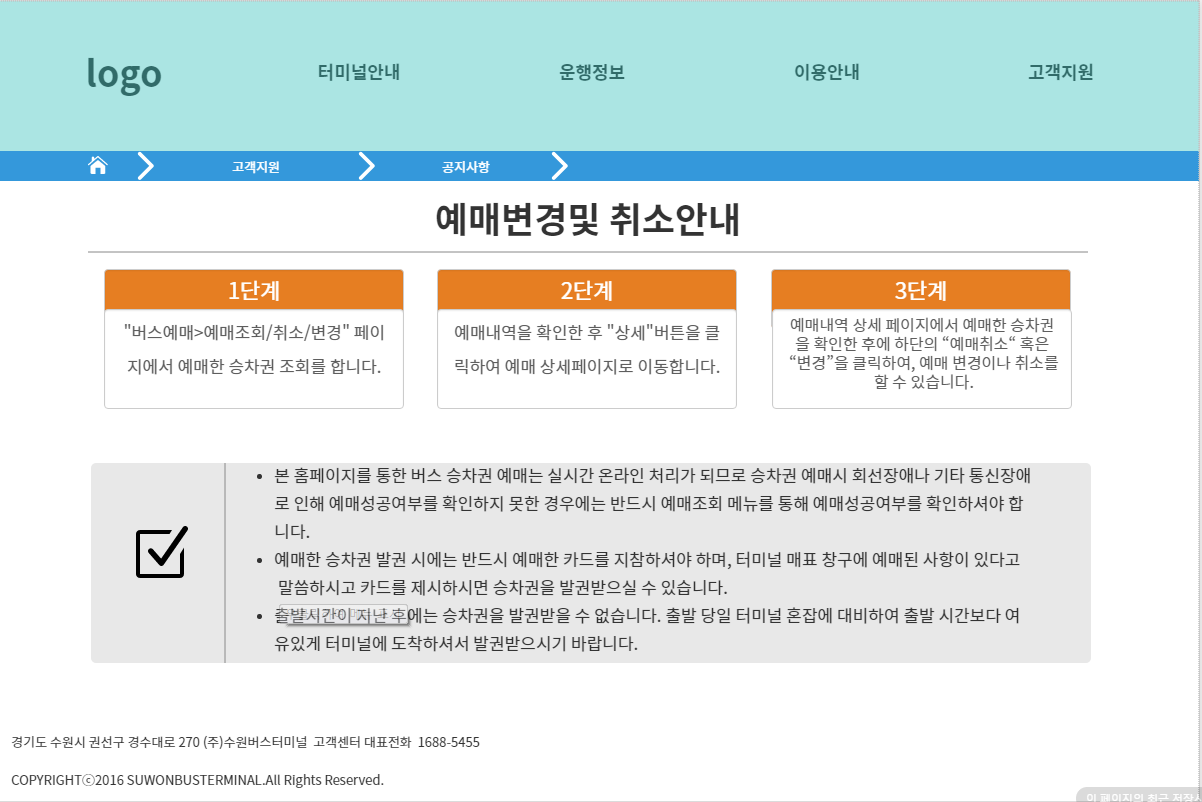 logo
터미널안내
운행정보
이용안내
고객지원
고객지원
공지사항
예매변경및 취소안내
1단계
"버스예매>예매조회/취소/변경" 페이
지에서 예매한 승차권 조회를 합니다.
2단계
예매내역을 확인한 후 "상세"버튼을 클
릭하여 예매 상세페이지로 이동합니다.
3단계
예매내역 상세 페이지에서 예매한 승차권
을 확인한 후에 하단의 “예매취소“ 혹은
“변경”을 클릭하여, 예매 변경이나 취소를
할 수 있습니다.
• 본 홈페이지를 통한 버스 승차권 예매는 실시간 온라인 처리가 되므로 승차권 예매시 회선장애나 기타 통신장애
로 인해 예매성공여부를 확인하지 못한 경우에는 반드시 예매조회 메뉴를 통해 예매성공여부를 확인하셔야 합
니다.
• 예매한 승차권 발권 시에는 반드시 예매한 카드를 지참하셔야 하며, 터미널 매표 창구에 예매된 사항이 있다고
말씀하시고 카드를 제시하시면 승차권을 발권받으실 수 있습니다.
• 출발시간이 지난 후에는 승차권을 발권받을 수 없습니다. 출발 당일 터미널 혼잡에 대비하여 출발 시간보다 여
유있게 터미널에 도착하셔서 발권받으시기 바랍니다.
경기도 수원시 권선구 경수대로 270 (주)수원버스터미널 고객센터 대표전화 1688-5455
COPYRIGHTⓒ2016 SUWONBUSTERMINAL.All Rights Reserved.
이 페이지의 최근 저장